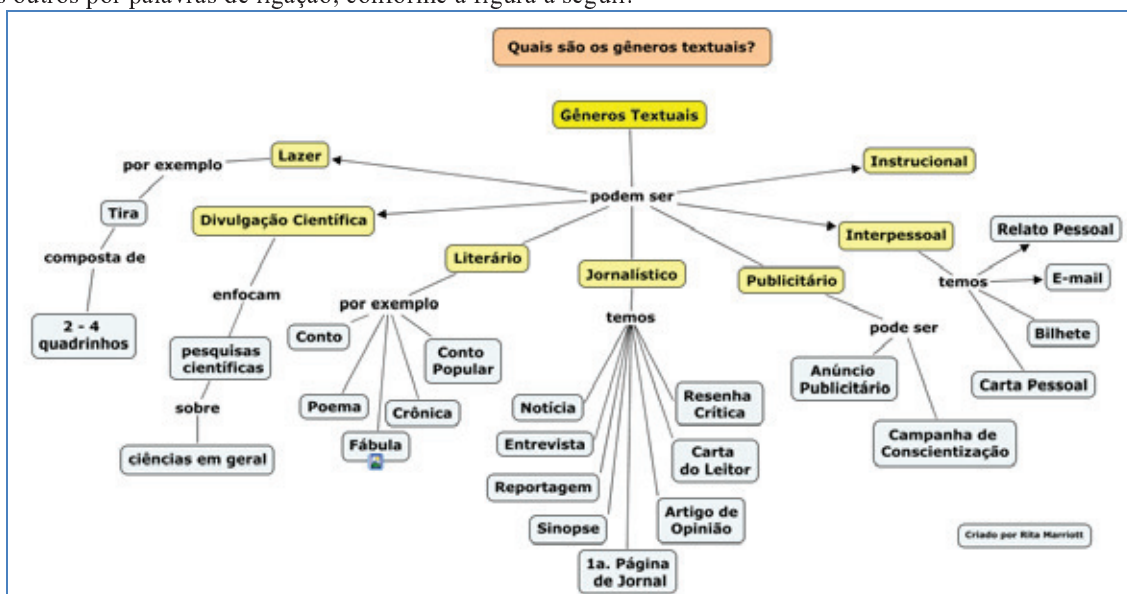 s outros por palavras de ligação, conforme a figura a seguir:
Quais são os gêneros textuais?
Gêneros Textuais
podem ser
Lazer
por exemplo
Tira
composta de
2 - 4
quadrinhos
Divulgação Científica
enfocam
pesquisas
científicas
sobre
ciências em geral
Literário
por exemplo
Conto
Poema
Fábula
Crônica
Conto
Popular
Jornalístico
temos
Notícia
Entrevista
Reportagem
Sinopse
1a. Página
de Jornal
Artigo de
Opinião
Carta
do Leitor
Resenha
Crítica
Publicitário
pode ser
Anúncio
Publicitário
Campanha de
Conscientização
Interpessoal
temos
Relato Pessoal
E-mail
Bilhete
Carta Pessoal
Instrucional
Criado por Rita Marriott